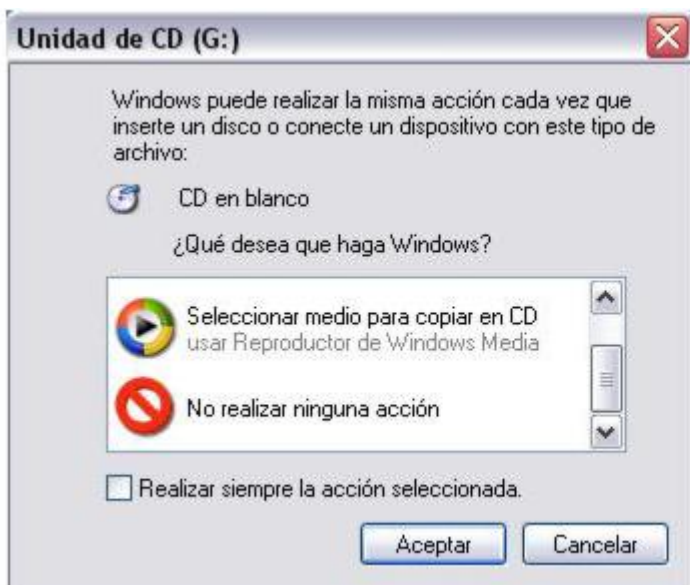 Unidad de CD (G:)
Windows puede realizar la misma acción cada vez que
inserte un disco o conecte un dispositivo con este tipo de
archivo:
CD en blanco
¿Qué desea que haga Windows?
Seleccionar medio para copiar en CD
usar Reproductor de Windows Media
No realizar ninguna acción
Realizar siempre la acción seleccionada.
Aceptar
Cancelar